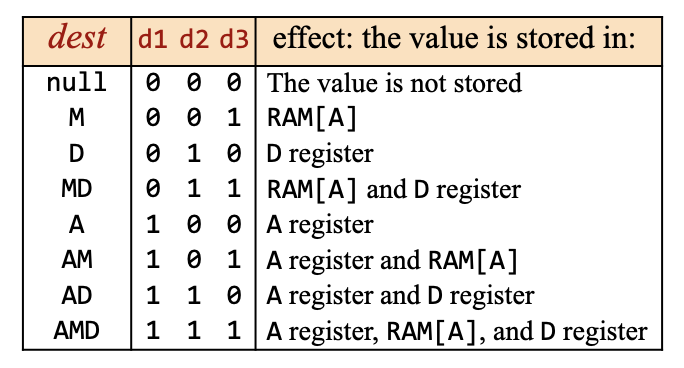 dest d1 d2 d3 effect: the value is stored in:
null 0 0 0 The value is not stored
M 0 0 1 RAM[A]
D 0 1 0 D register
MD 0 1 1 RAM[A] and D register
A 1 0 0 A register
AM 1 0 1 A register and RAM[A]
AD 1 1 0 A register and D register
AMD 1 1 1 A register, RAM[A], and D register